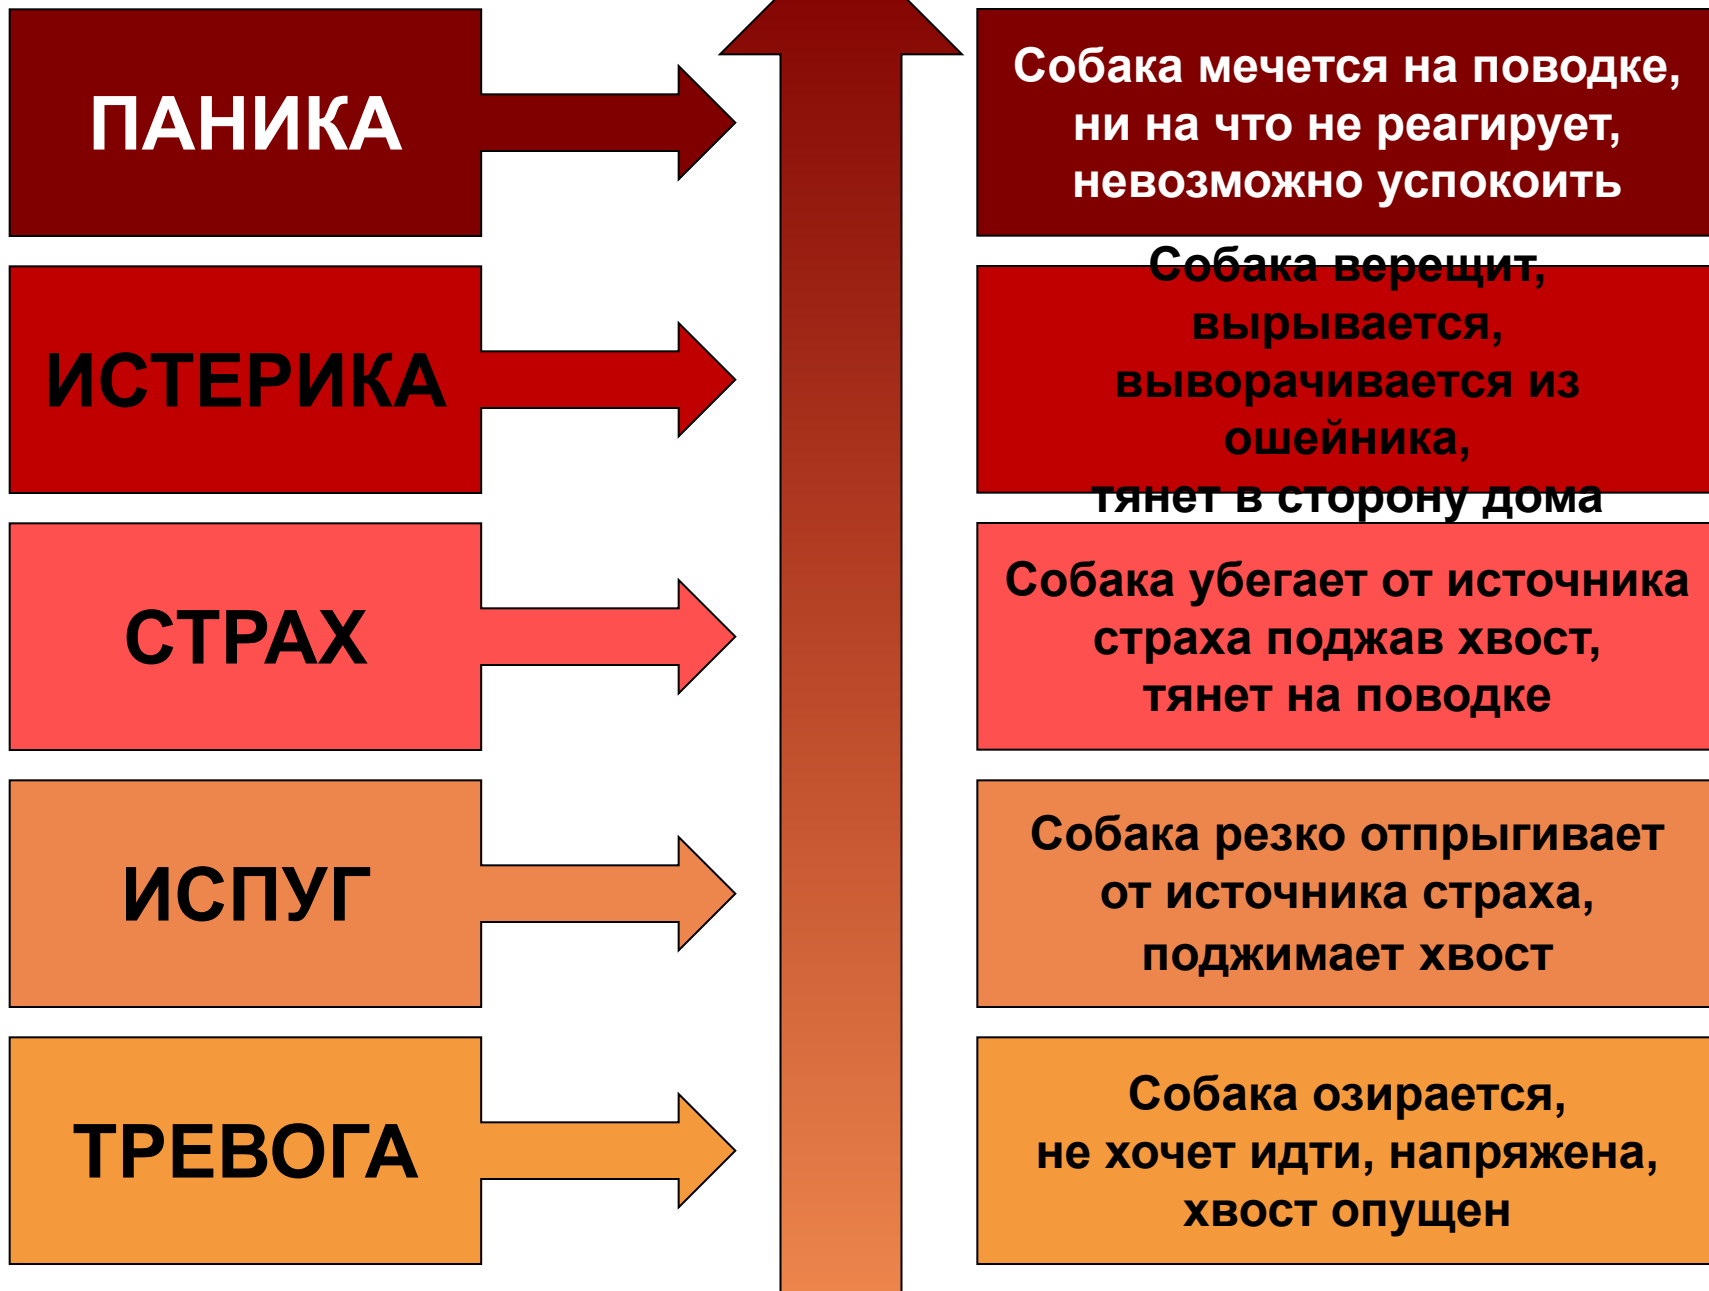 ПАНИКА
Собака мечется на поводке,
ни на что не реагирует,
невозможно успокоить
ИСТЕРИКА
Собака верещит,
вырывается,
выворачивается из
ошейника,
тянет в сторону дома
СТРАХ
Собака убегает от источника
страха поджав хвост,
тянет на поводке
ИСПУГ
Собака резко отпрыгивает
от источника страха,
поджимает хвост
ТРЕВОГА
Собака озирается,
не хочет идти, напряжена,
хвост опущен